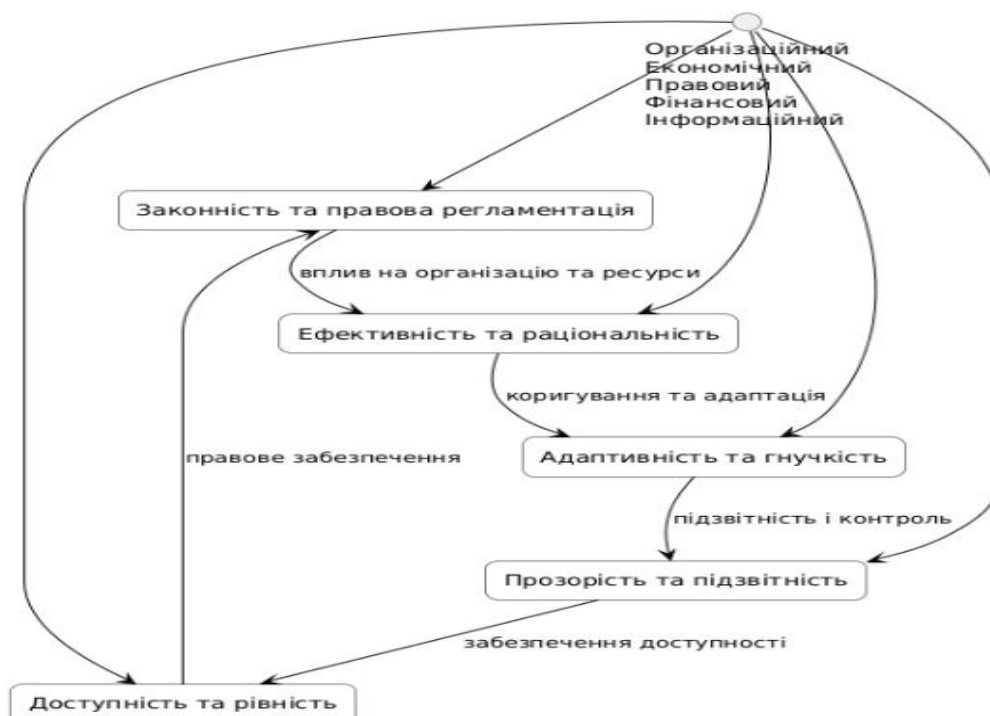 Організаційний
Економічний
Правовий
Фінансовий
Інформаційний
Законність та правова регламентація
вплив на організацію та ресурси
Ефективність та раціональність
коригування та адаптація
Адаптивність та гнучкість
правове забезпечення
підзвітність і контроль
Прозорість та підзвітність
забезпечення доступності
Доступність та рівність